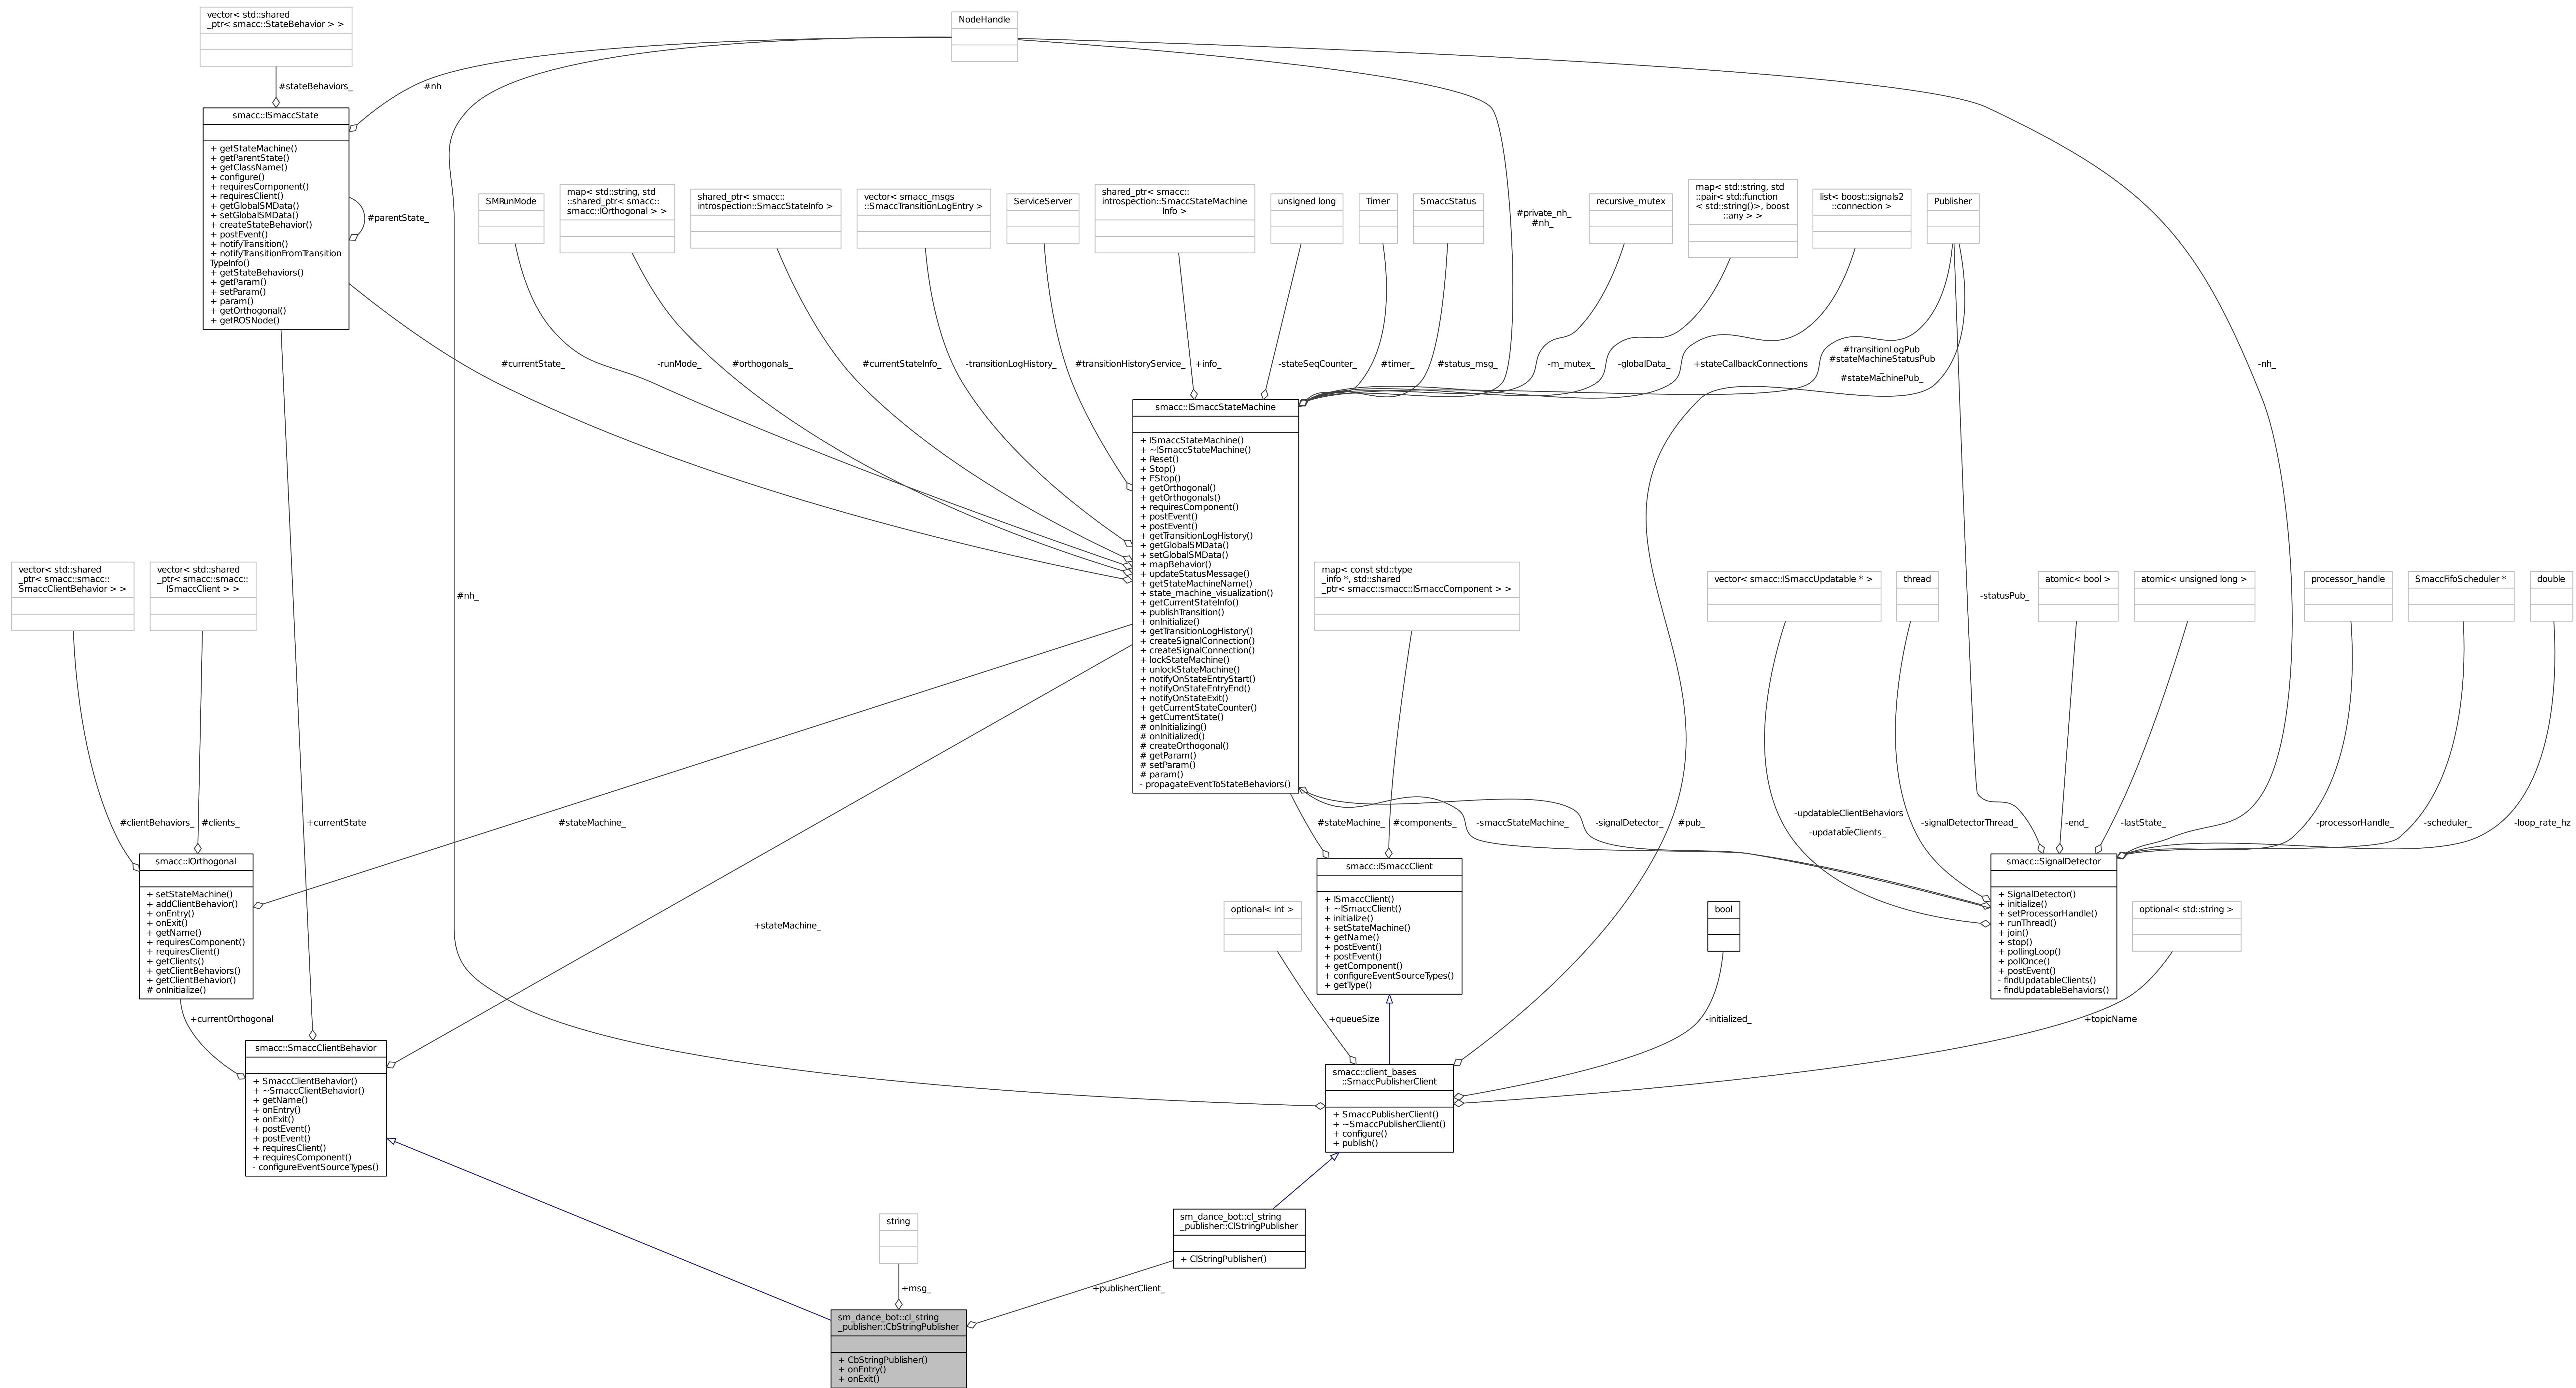 vector< std::shared
_ptr< smacc::StateBehavior > >
NodeHandle
#stateBehaviors_
#nh
smacc::ISmaccState
+ getStateMachine()
+ getParentState()
+ getClassName()
+ configure()
+ requiresComponent()
+ requiresClient()
+ getGlobalSMData()
+ setGlobalSMData()
+ createStateBehavior()
+ postEvent()
+ notifyTransition()
+ notifyTransitionFromTransition
TypeInfo()
+ getStateBehaviors()
+ getParam()
+ setParam()
+ param()
+ getOrthogonal()
+ getROSNode()
#parentState_
SMRunMode
map< std::string, std
::shared_ptr< smacc::
smacc::IOrthogonal > >
shared_ptr< smacc::
introspection::SmaccStateInfo >
vector< smacc_msgs
::SmaccTransitionLogEntry >
ServiceServer
shared_ptr< smacc::
introspection::SmaccStateMachine
Info >
unsigned long
Timer
SmaccStatus
#private_nh_
#nh_
recursive_mutex
map< std::string, std
::pair< std::function
< std::string()>, boost
::any > >
list< boost::signals2
::connection >
Publisher
#currentState_
-runMode_
#orthogonals_
#currentStateInfo_
-transitionLogHistory_
#transitionHistoryService_
+info_
-stateSeqCounter_
#timer_
#status_msg_
-m_mutex_
-globalData_
+stateCallbackConnections
#transitionLogPub_
#stateMachineStatusPub
_
#stateMachinePub_
-nh_
smacc::ISmaccStateMachine
+ ISmaccStateMachine()
+ ~ISmaccStateMachine()
+ Reset()
+ Stop()
+ EStop()
+ getOrthogonal()
+ getOrthogonals()
+ requiresComponent()
+ postEvent()
+ postEvent()
+ getTransitionLogHistory()
+ getGlobalSMData()
+ setGlobalSMData()
+ mapBehavior()
+ updateStatusMessage()
+ getStateMachineName()
+ state_machine_visualization()
+ getCurrentStateInfo()
+ publishTransition()
+ onInitialize()
+ getTransitionLogHistory()
+ createSignalConnection()
+ createSignalConnection()
+ lockStateMachine()
+ unlockStateMachine()
+ notifyOnStateEntryStart()
+ notifyOnStateEntryEnd()
+ notifyOnStateExit()
+ getCurrentStateCounter()
+ getCurrentState()
# onInitializing()
# onInitialized()
# createOrthogonal()
# getParam()
# setParam()
# param()
- propagateEventToStateBehaviors()
vector< std::shared
_ptr< smacc::smacc::
SmaccClientBehavior > >
vector< std::shared
_ptr< smacc::smacc::
ISmaccClient > >
#nh_
map< const std::type
_info *, std::shared
_ptr< smacc::smacc::ISmaccComponent > >
vector< smacc::ISmaccUpdatable * >
thread
-statusPub_
atomic< bool >
atomic< unsigned long >
processor_handle
SmaccFifoScheduler *
double
#clientBehaviors_
#clients_
+currentState
#stateMachine_
#stateMachine_
#components_
-smaccStateMachine_
-signalDetector_
#pub_
-updatableClientBehaviors
_
-updatableClients_
-signalDetectorThread_
-end_
-lastState_
-processorHandle_
-scheduler_
-loop_rate_hz
smacc::IOrthogonal
+ setStateMachine()
+ addClientBehavior()
+ onEntry()
+ onExit()
+ getName()
+ requiresComponent()
+ requiresClient()
+ getClients()
+ getClientBehaviors()
+ getClientBehavior()
# onInitialize()
+stateMachine_
smacc::ISmaccClient
+ ISmaccClient()
+ ~ISmaccClient()
+ initialize()
+ setStateMachine()
+ getName()
+ postEvent()
+ postEvent()
+ getComponent()
+ configureEventSourceTypes()
+ getType()
optional< int >
bool
smacc::SignalDetector
+ SignalDetector()
+ initialize()
+ setProcessorHandle()
+ runThread()
+ join()
+ stop()
+ pollingLoop()
+ pollOnce()
+ postEvent()
- findUpdatableClients()
- findUpdatableBehaviors()
optional< std::string >
+currentOrthogonal
+queueSize
-initialized_
+topicName
smacc::SmaccClientBehavior
+ SmaccClientBehavior()
+ ~SmaccClientBehavior()
+ getName()
+ onEntry()
+ onExit()
+ postEvent()
+ postEvent()
+ requiresClient()
+ requiresComponent()
- configureEventSourceTypes()
smacc::client_bases
::SmaccPublisherClient
+ SmaccPublisherClient()
+ ~SmaccPublisherClient()
+ configure()
+ publish()
string
sm_dance_bot::cl_string
_publisher::ClStringPublisher
+ ClStringPublisher()
+msg_
+publisherClient_
sm_dance_bot::cl_string
_publisher::CbStringPublisher
+ CbStringPublisher()
+ onEntry()
+ onExit()